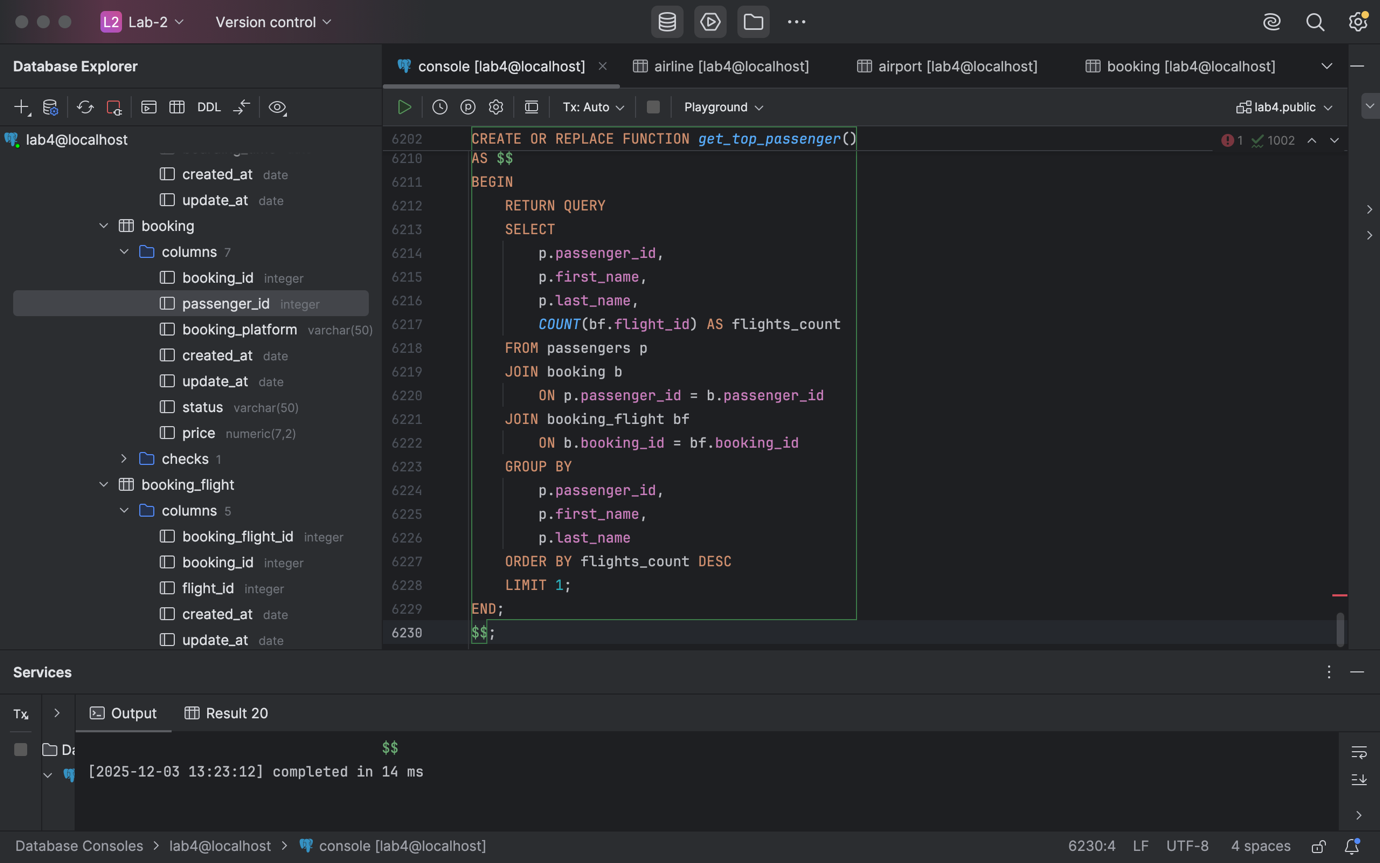 L2 Lab-2
Version control
Database Explorer
console [lab4@localhost]
airline [lab4@localhost]
airport [lab4@localhost]
booking [lab4@localhost]
DDL
Tx: Auto
Playground
lab4.public
lab4@localhost
created_at date
update_at date
booking
columns 7
booking_id integer
passenger_id integer
booking_platform varchar(50)
created_at date
update_at date
status varchar(50)
price numeric(7,2)
checks 1
booking_flight
columns 5
booking_flight_id integer
booking_id integer
flight_id integer
created_at date
update_at date
6202 CREATE OR REPLACE FUNCTION get_top_passenger()
1 1002
6210 AS $$
6211 BEGIN
6212 RETURN QUERY
6213 SELECT
6214 p.passenger_id,
6215 p.first_name,
6216 p.last_name,
6217 COUNT(bf.flight_id) AS flights_count
6218 FROM passengers p
6219 JOIN booking b
6220 ON p.passenger_id = b.passenger_id
6221 JOIN booking_flight bf
6222 ON b.booking_id = bf.booking_id
6223 GROUP BY
6224 p.passenger_id,
6225 p.first_name,
6226 p.last_name
6227 ORDER BY flights_count DESC
6228 LIMIT 1;
6229 END;
6230 $$;
Services
Tx
Output
Result 20
Da
$$
[2025-12-03 13:23:12] completed in 14 ms
Database Consoles > lab4@localhost > console [lab4@localhost]
6230:4 LF UTF-8 4 spaces